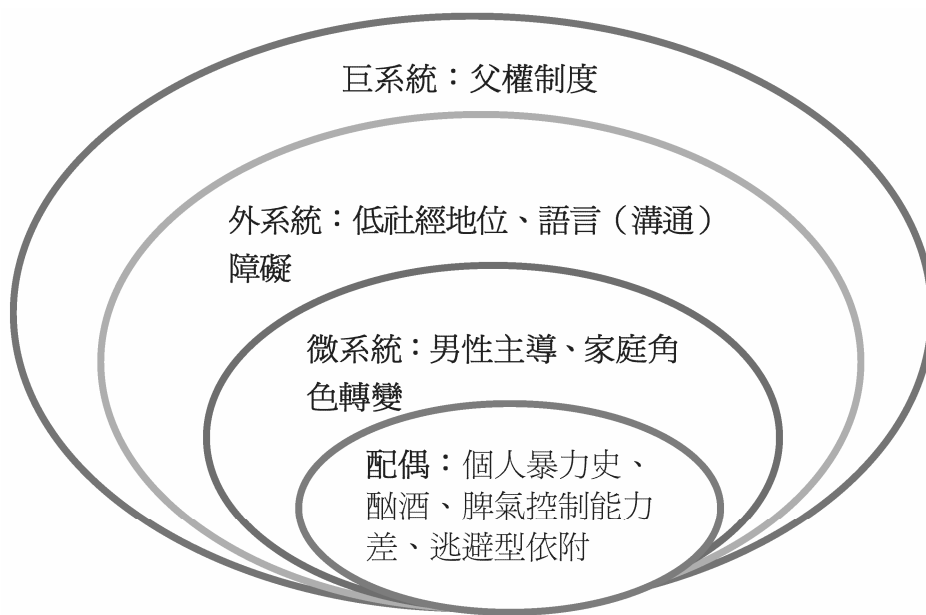 巨系統：父權制度
外系統：低社經地位、語言（溝通）
障礙
微系統：男性主導、家庭角
色轉變
配偶：個人暴力史、
酗酒、脾氣控制能力
差、逃避型依附